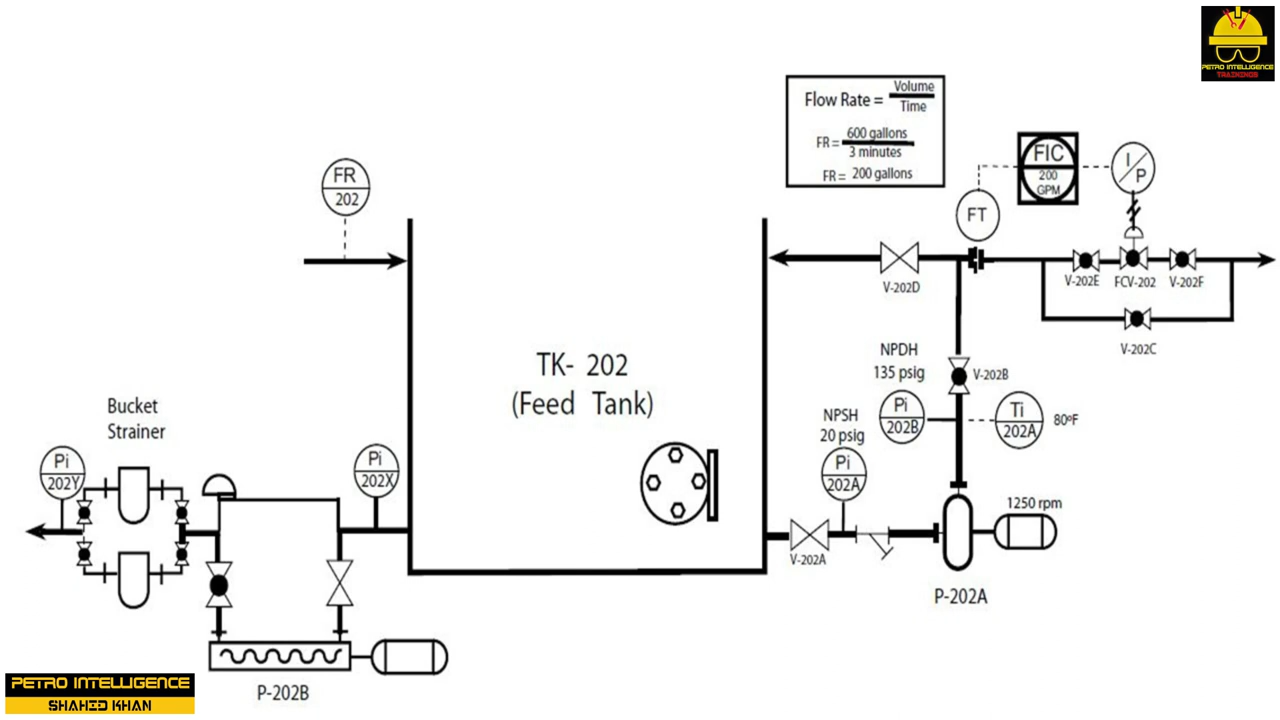 PETRO INTELLIGENCE
TRAININGS
Flow Rate = Volume
Time
FR = 600 gallons
3 minutes
FR = 200 gallons
FR
202
FT
FIC
200
GPM
I/P
V-202D
V-202E
FCV-202
V-202F
V-202C
TK- 202
(Feed Tank)
NPDH
135 psig
V-202B
Pi
202B
Ti
202A
80ºF
NPSH
20 psig
Pi
202A
V-202A
1250 rpm
P-202A
Bucket
Strainer
Pi
202Y
Pi
202X
P-202B
PETRO INTELLIGENCE
SHAHID KHAN